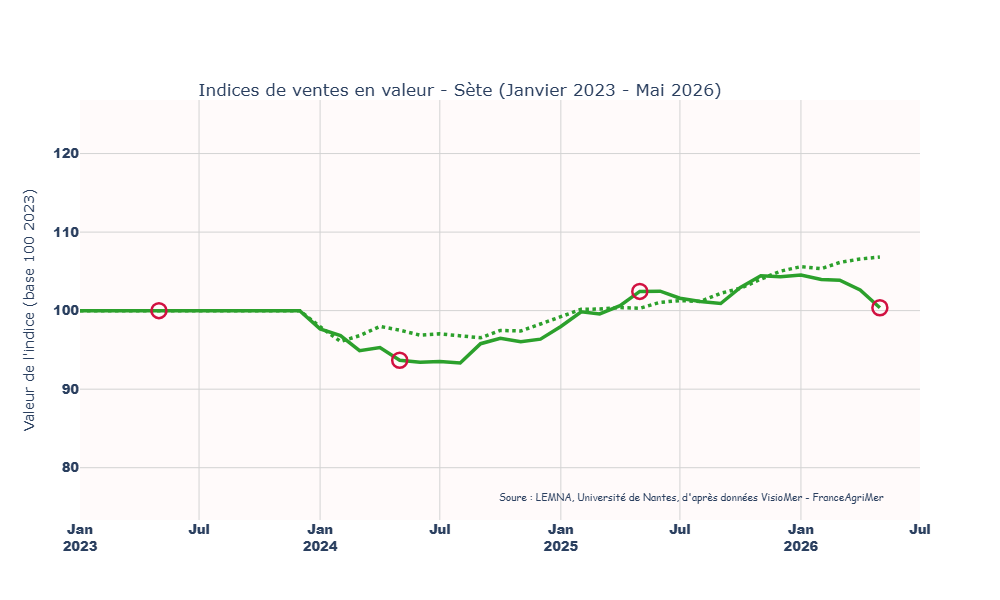 Indices de ventes en valeur - Sète (Janvier 2023 - Mai 2026)
Valeur de l'indice (base 100 2023)
120
110
100
90
80
Soure : LEMNA, Université de Nantes, d'après données VisioMer - FranceAgriMer
Jan Jul Jan Jul Jan Jul Jan Jul
2023 2024 2025 2026